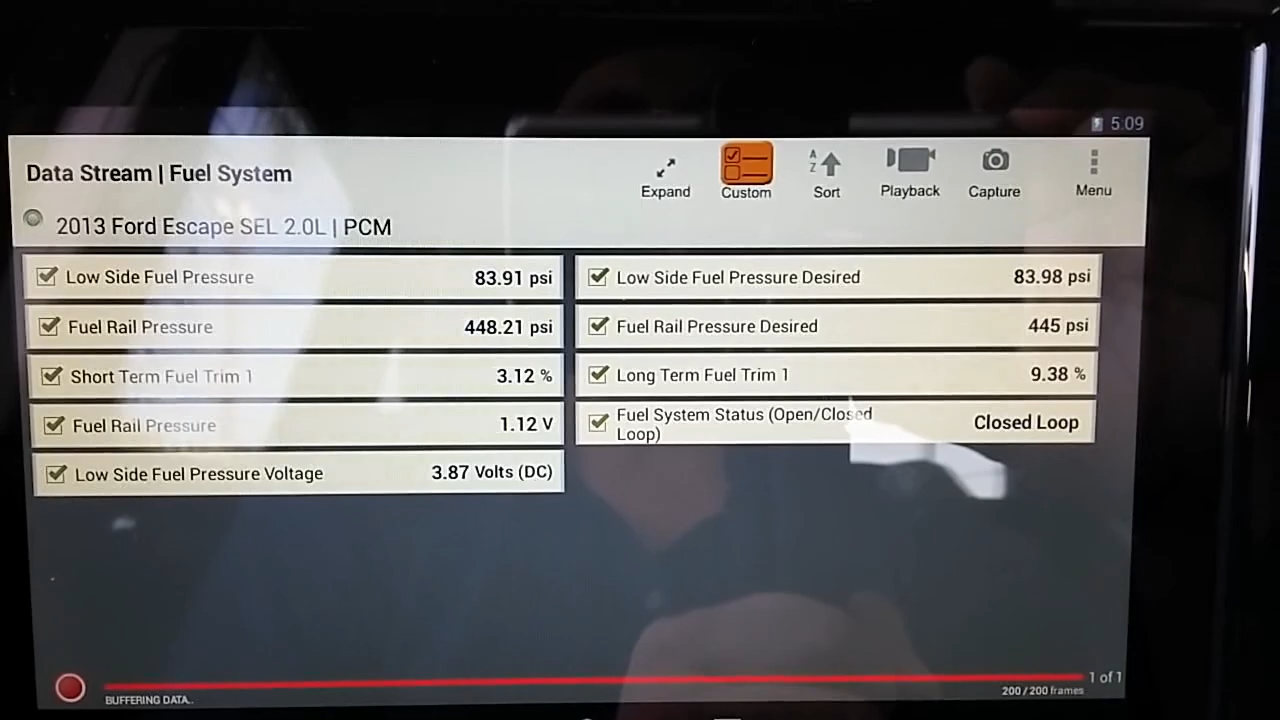 5:09
Data Stream | Fuel System
Expand
Custom
A
Z
Sort
Playback
Capture
Menu
2013 Ford Escape SEL 2.0L | PCM
Low Side Fuel Pressure 83.91 psi
Low Side Fuel Pressure Desired 83.98 psi
Fuel Rail Pressure 448.21 psi
Fuel Rail Pressure Desired 445 psi
Short Term Fuel Trim 1 3.12 %
Long Term Fuel Trim 1 9.38 %
Fuel Rail Pressure 1.12 V
Fuel System Status (Open/Closed
Loop) Closed Loop
Low Side Fuel Pressure Voltage 3.87 Volts (DC)
1 of 1
BUFFERING DATA..
200 / 200 frames